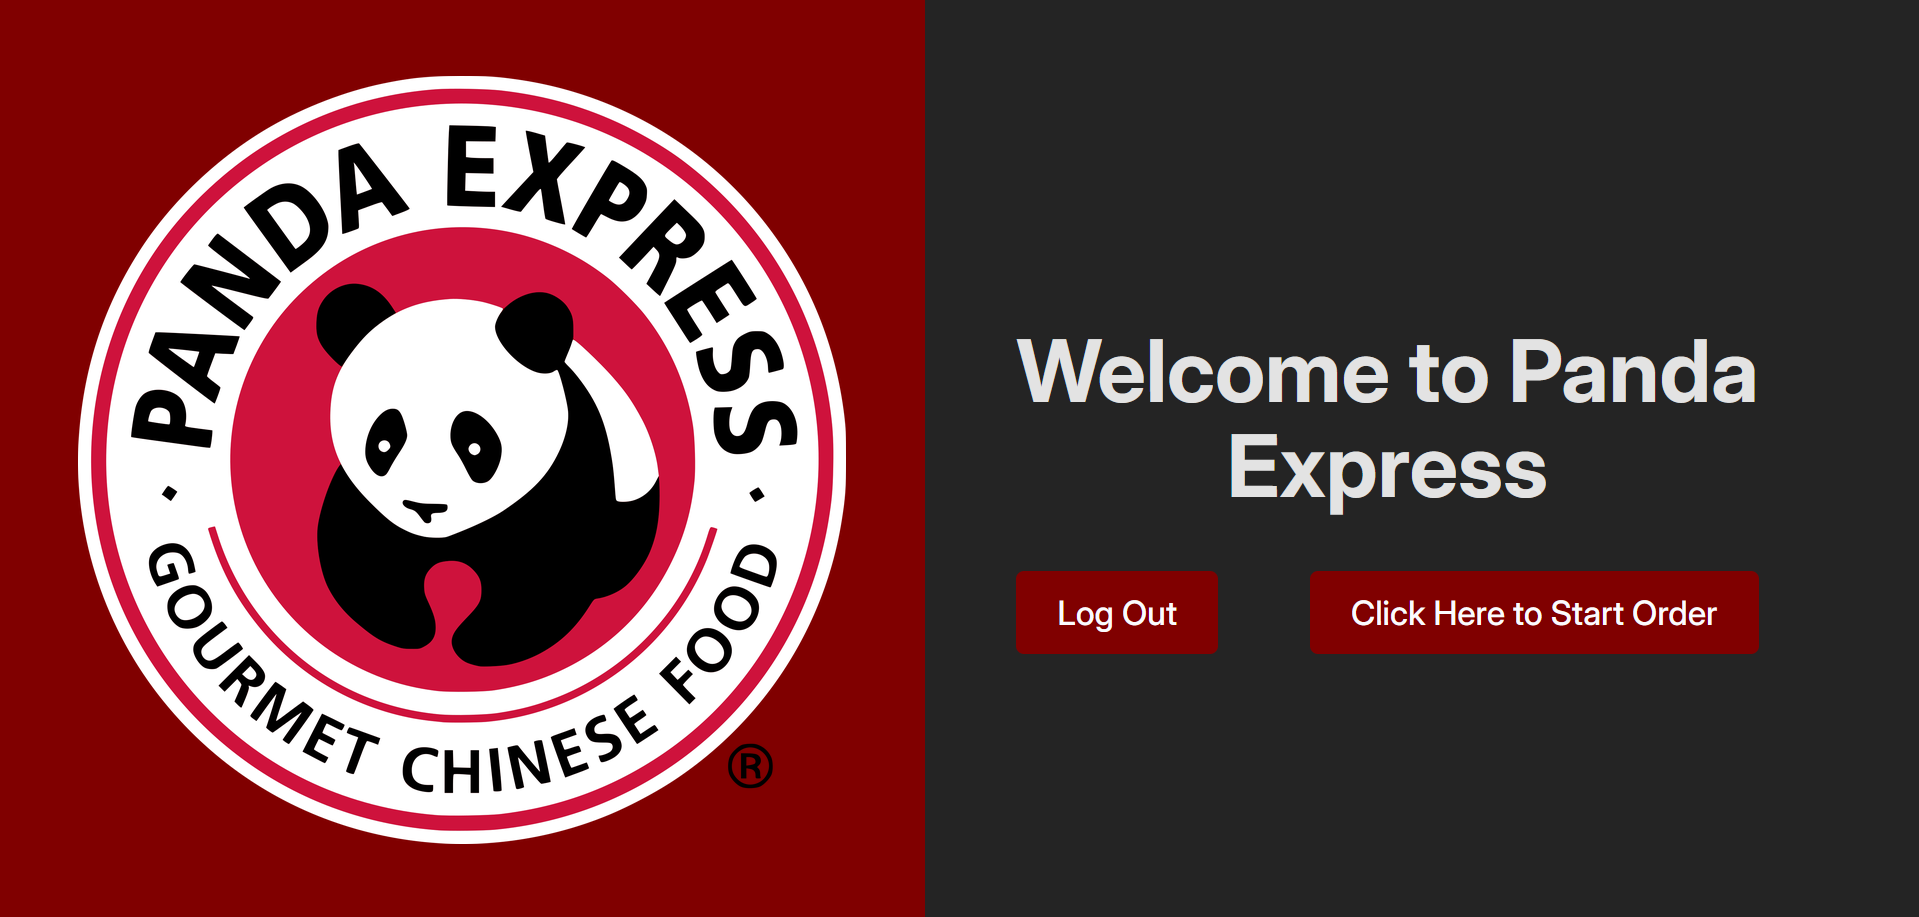 PANDA EXPRESS
· GOURMET CHINESE FOOD ·
®
Welcome to Panda
Express
Log Out
Click Here to Start Order